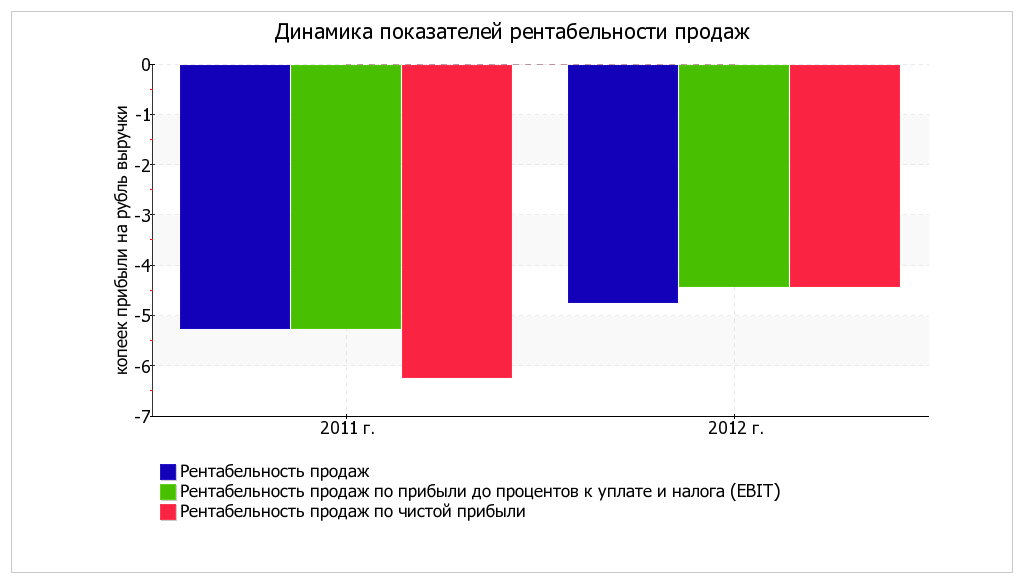 Динамика показателей рентабельности продаж
копеек прибыли на рубль выручки
0
-1
-2
-3
-4
-5
-6
-7
2011 г.
2012 г.
Рентабельность продаж
Рентабельность продаж по прибыли до процентов к уплате и налога (EBIT)
Рентабельность продаж по чистой прибыли